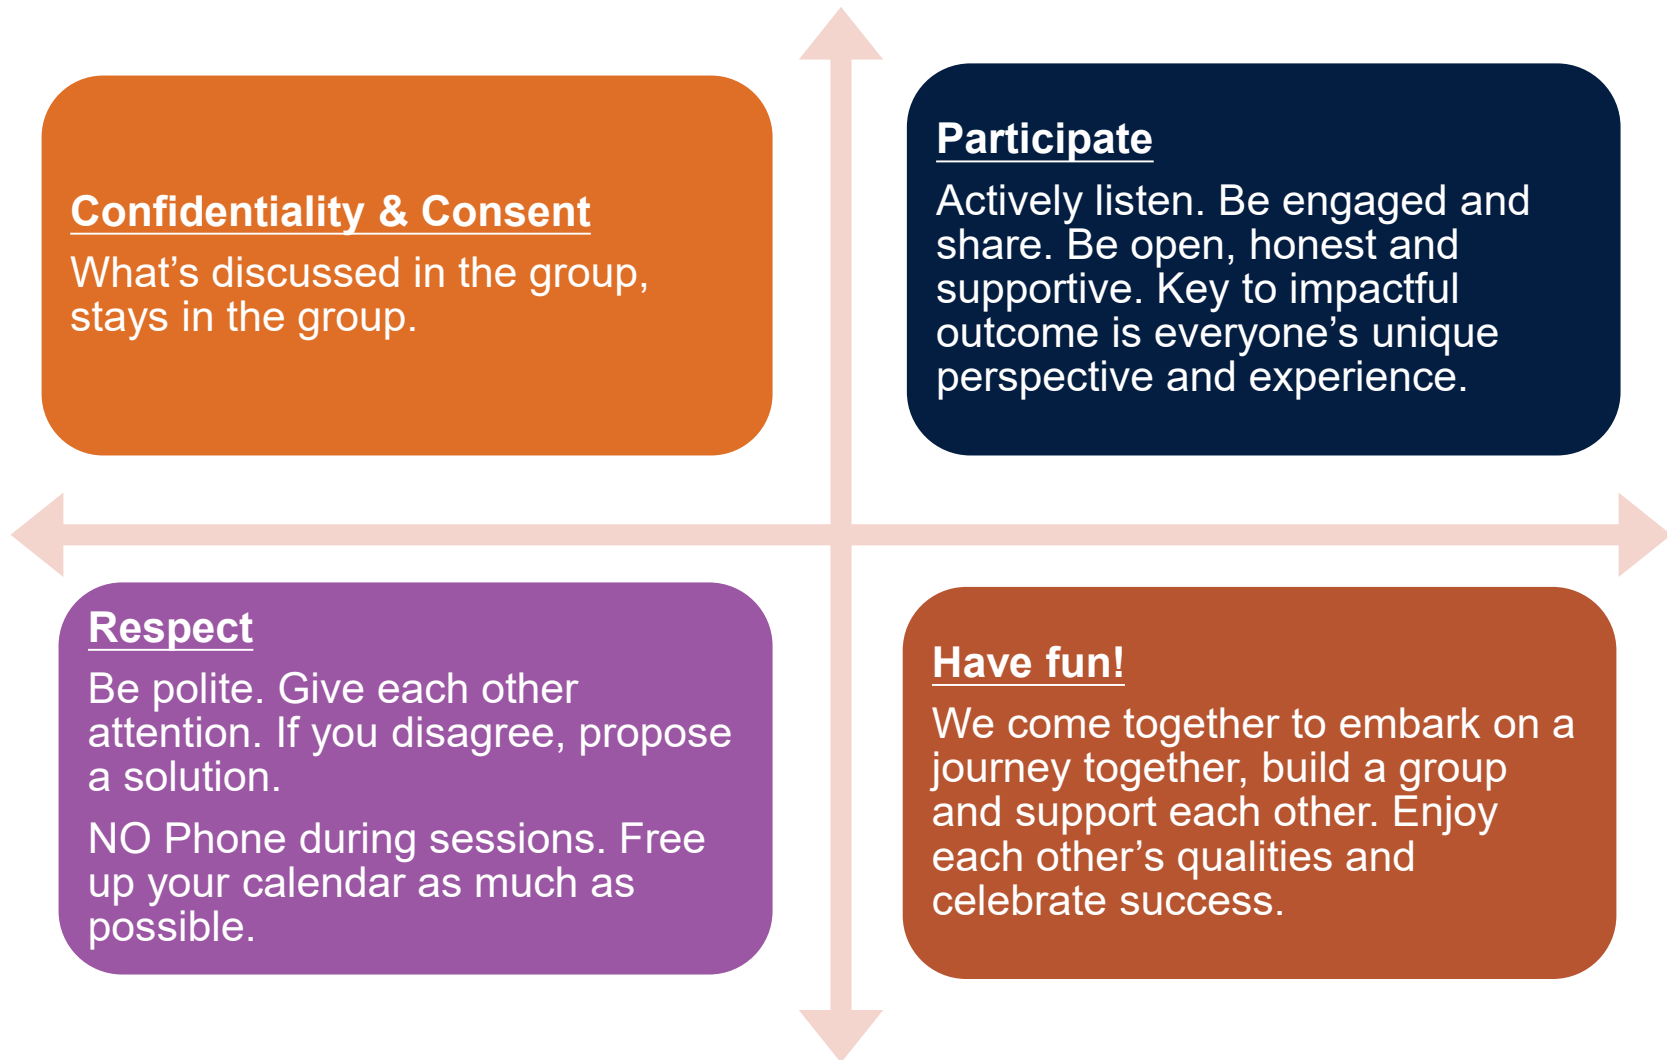 Confidentiality & Consent
What’s discussed in the group,
stays in the group.
Participate
Actively listen. Be engaged and
share. Be open, honest and
supportive. Key to impactful
outcome is everyone’s unique
perspective and experience.
Respect
Be polite. Give each other
attention. If you disagree, propose
a solution.
NO Phone during sessions. Free
up your calendar as much as
possible.
Have fun!
We come together to embark on a
journey together, build a group
and support each other. Enjoy
each other’s qualities and
celebrate success.